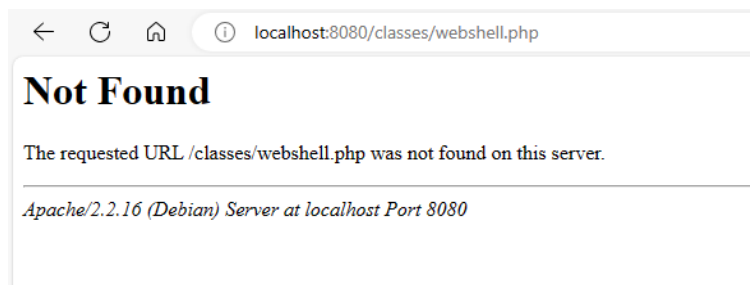 localhost:8080/classes/webshell.php
Not Found
The requested URL /classes/webshell.php was not found on this server.
Apache/2.2.16 (Debian) Server at localhost Port 8080